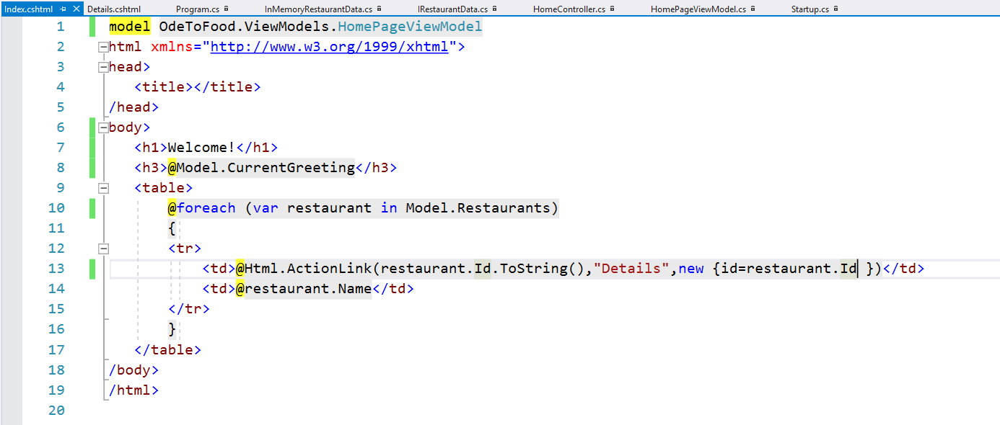 Index.cshtml Details.cshtml Program.cs InMemoryRestaurantData.cs IRestaurantData.cs HomeController.cs HomePageViewModel.cs Startup.cs
1 model OdeToFood.ViewModels.HomePageViewModel
2 html xmlns="http://www.w3.org/1999/xhtml">
3 head>
4 <title></title>
5 /head>
6 body>
7 <h1>Welcome!</h1>
8 <h3>@Model.CurrentGreeting</h3>
9 <table>
10 @foreach (var restaurant in Model.Restaurants)
11 {
12 <tr>
13 <td>@Html.ActionLink(restaurant.Id.ToString(),"Details",new {id=restaurant.Id })</td>
14 <td>@restaurant.Name</td>
15 </tr>
16 }
17 </table>
18 /body>
19 /html>
20